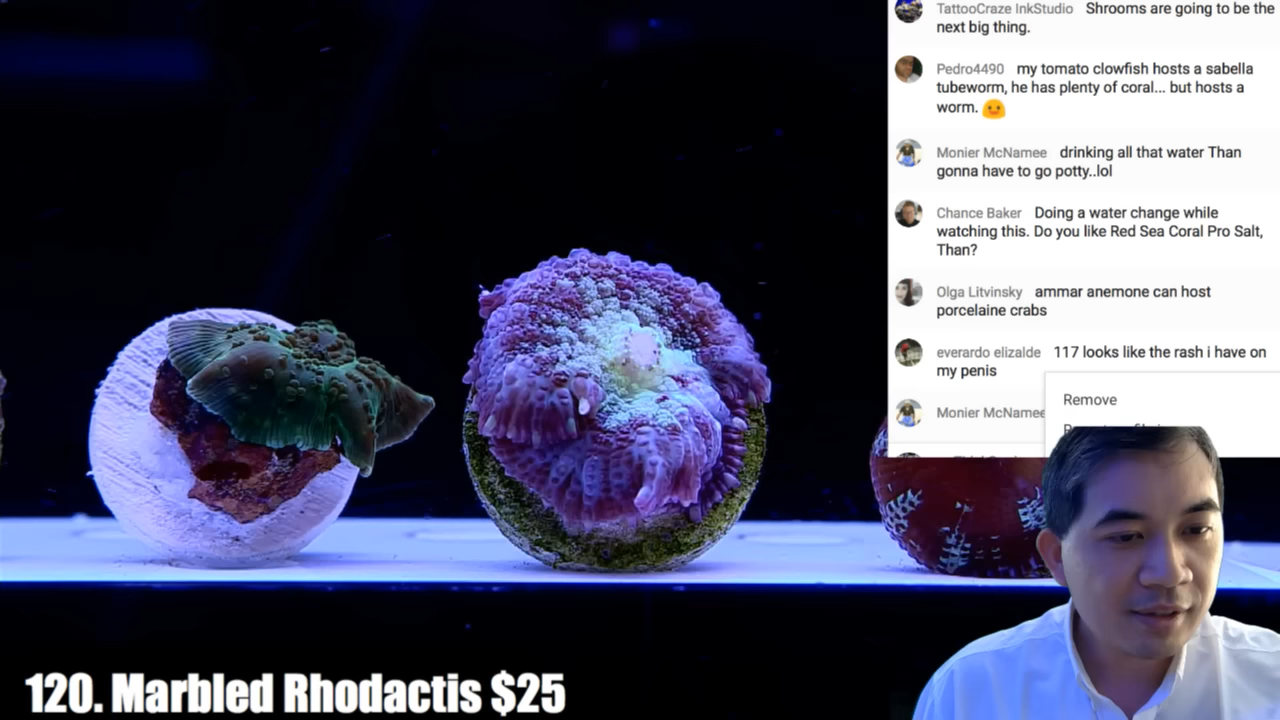 TattooCraze InkStudio Shrooms are going to be the
next big thing.
Pedro4490 my tomato clowfish hosts a sabella
tubeworm, he has plenty of coral... but hosts a
worm.
Monier McNamee drinking all that water Than
gonna have to go potty..lol
Chance Baker Doing a water change while
watching this. Do you like Red Sea Coral Pro Salt,
Than?
Olga Litvinsky ammar anemone can host
porcelaine crabs
everardo elizalde 117 looks like the rash i have on
my penis
Remove
Monier McNamee
120. Marbled Rhodactis $25